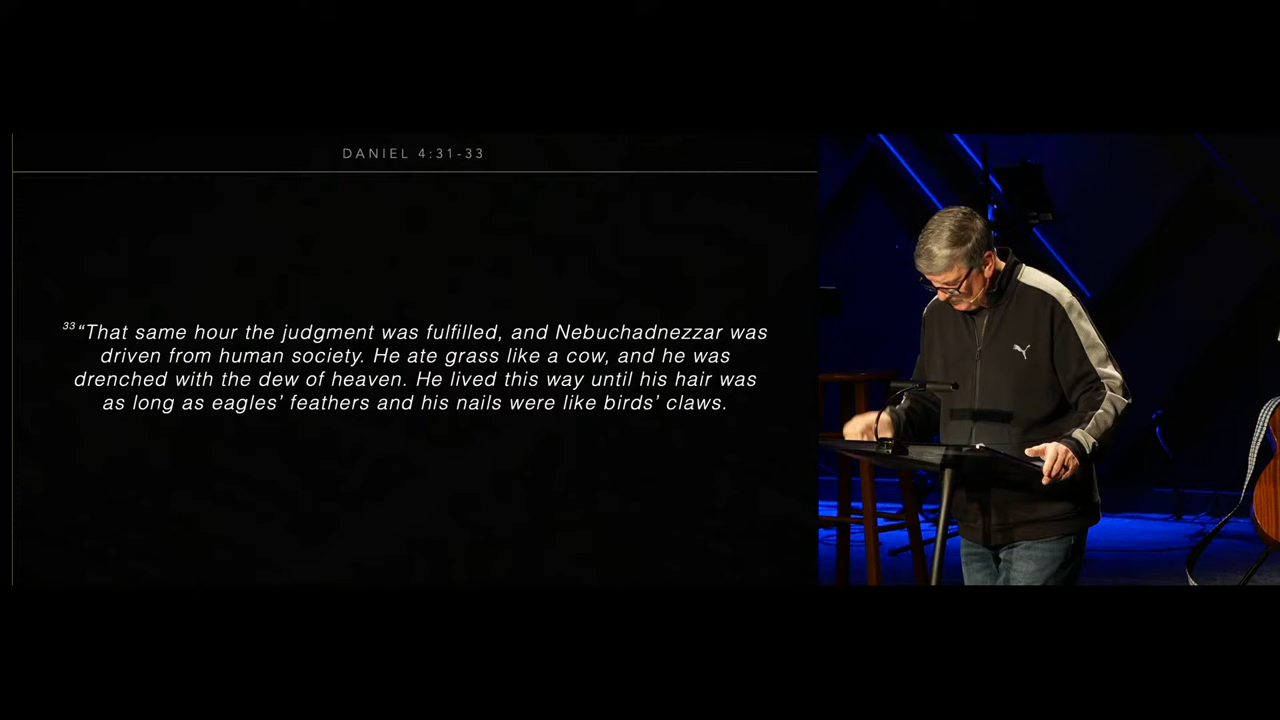 DANIEL 4:31-33
³³“That same hour the judgment was fulfilled, and Nebuchadnezzar was
driven from human society. He ate grass like a cow, and he was
drenched with the dew of heaven. He lived this way until his hair was
as long as eagles’ feathers and his nails were like birds’ claws.